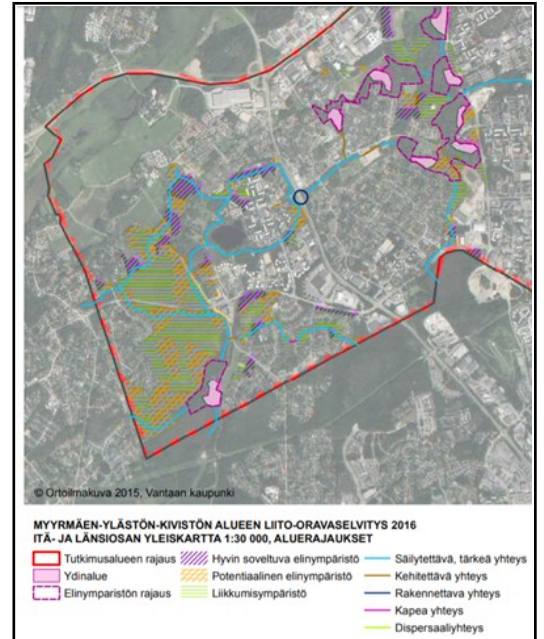 © Ortoilmakuva 2015, Vantaan kaupunki
MYYRMÄEN-YLÄSTÖN-KIVISTÖN ALUEEN LIITO-ORAVASELVITYS 2016
ITÄ- JA LÄNSIOSAN YLEISKARTTA 1:30 000, ALUERAJAUKSET
Tutkimusalueen rajaus
Ydinalue
Elinympäristön rajaus
Hyvin soveltuva elinympäristö
Potentiaalinen elinympäristö
Liikkumisympäristö
Säilytettävä, tärkeä yhteys
Kehitettävä yhteys
Rakennettava yhteys
Kapea yhteys
Dispersaaliyhteys